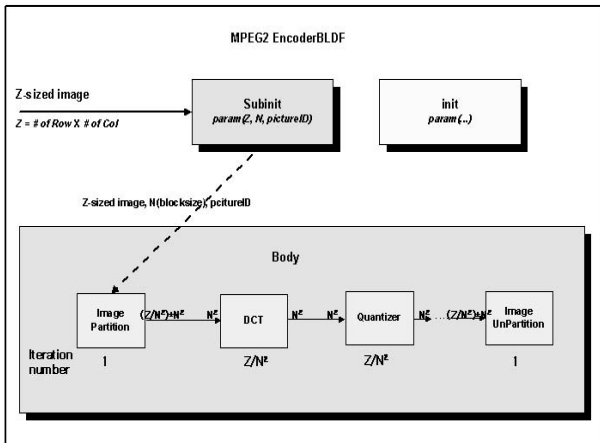 MPEG2 EncoderBLDF
Z-sized image
Z = # of Row X # of Col
Subinit
param(Z, N, pictureID)
init
param(...)
Z-sized image, N(blocksize), pcitureID
Body
Image
Partition
(Z/N²)*N²
N²
DCT
N²
N²
Quantizer
N²
...
(Z/N²)*N²
Image
UnPartition
Iteration
number
1
Z/N²
Z/N²
1